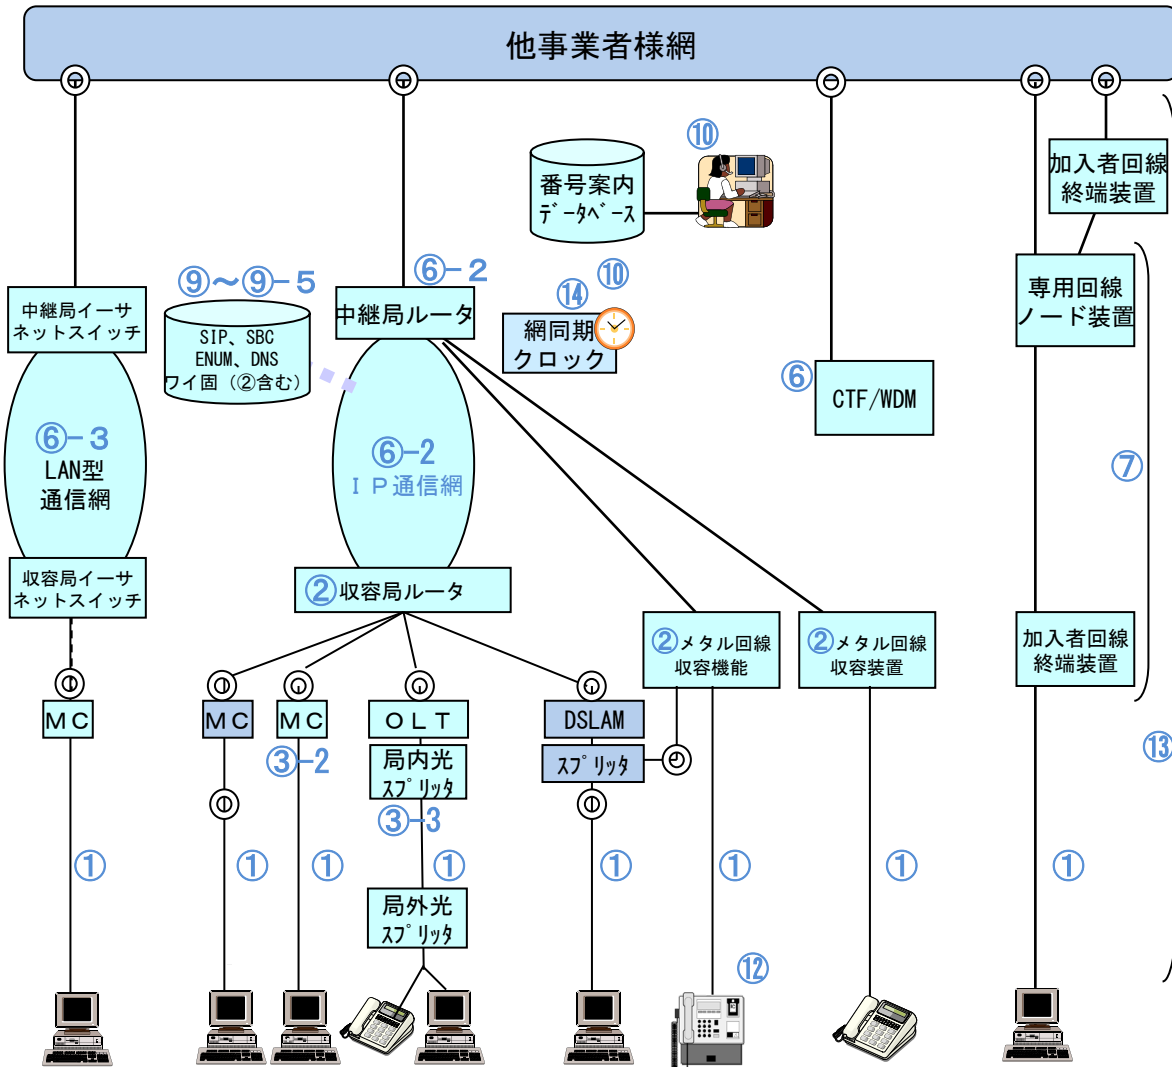 他事業者様網
⑩
加入者回線
終端装置
番号案内
ﾃﾞｰﾀﾍﾞｰｽ
⑥-2
⑨～⑨-5
⑩
⑭
専用回線
ノード装置
中継局イーサ
ネットスイッチ
中継局ルータ
網同期
クロック
SIP、SBC
ENUM、DNS
ワイ固（②含む）
⑥
CTF/WDM
⑥-3
LAN型
通信網
⑥-2
ＩＰ通信網
⑦
収容局イーサ
ネットスイッチ
②収容局ルータ
②メタル回線
収容機能
②メタル回線
収容装置
加入者回線
終端装置
ＭＣ
ＭＣ
ＭＣ
ＯＬＴ
DSLAM
③-2
局内光
ｽﾌﾟﾘｯﾀ
ｽﾌﾟﾘｯﾀ
⑬
③-3
①
①
①
①
①
①
①
①
局外光
ｽﾌﾟﾘｯﾀ
⑫